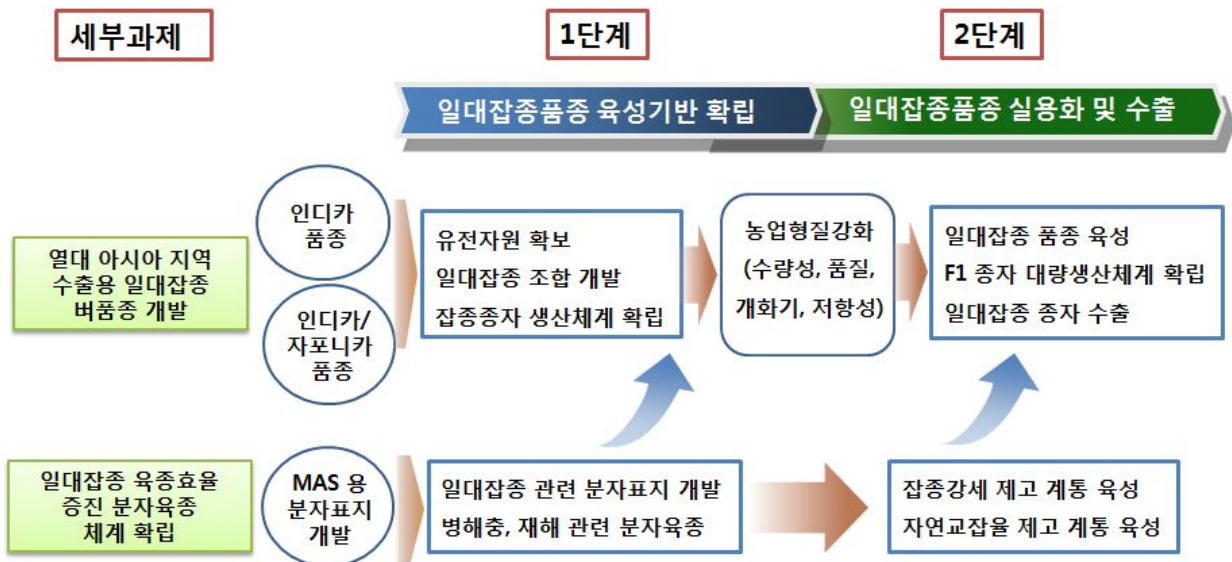 세부과제
1단계
2단계
일대잡종품종 육성기반 확립
일대잡종품종 실용화 및 수출
열대 아시아 지역
수출용 일대잡종
벼품종 개발
인디카
품종
인디카/
자포니카
품종
유전자원 확보
일대잡종 조합 개발
잡종종자 생산체계 확립
농업형질강화
(수량성, 품질,
개화기, 저항성)
일대잡종 품종 육성
F1 종자 대량생산체계 확립
일대잡종 종자 수출
일대잡종 육종효율
증진 분자육종
체계 확립
MAS 용
분자표지
개발
일대잡종 관련 분자표지 개발
병해충, 재해 관련 분자육종
잡종강세 제고 계통 육성
자연교잡율 제고 계통 육성